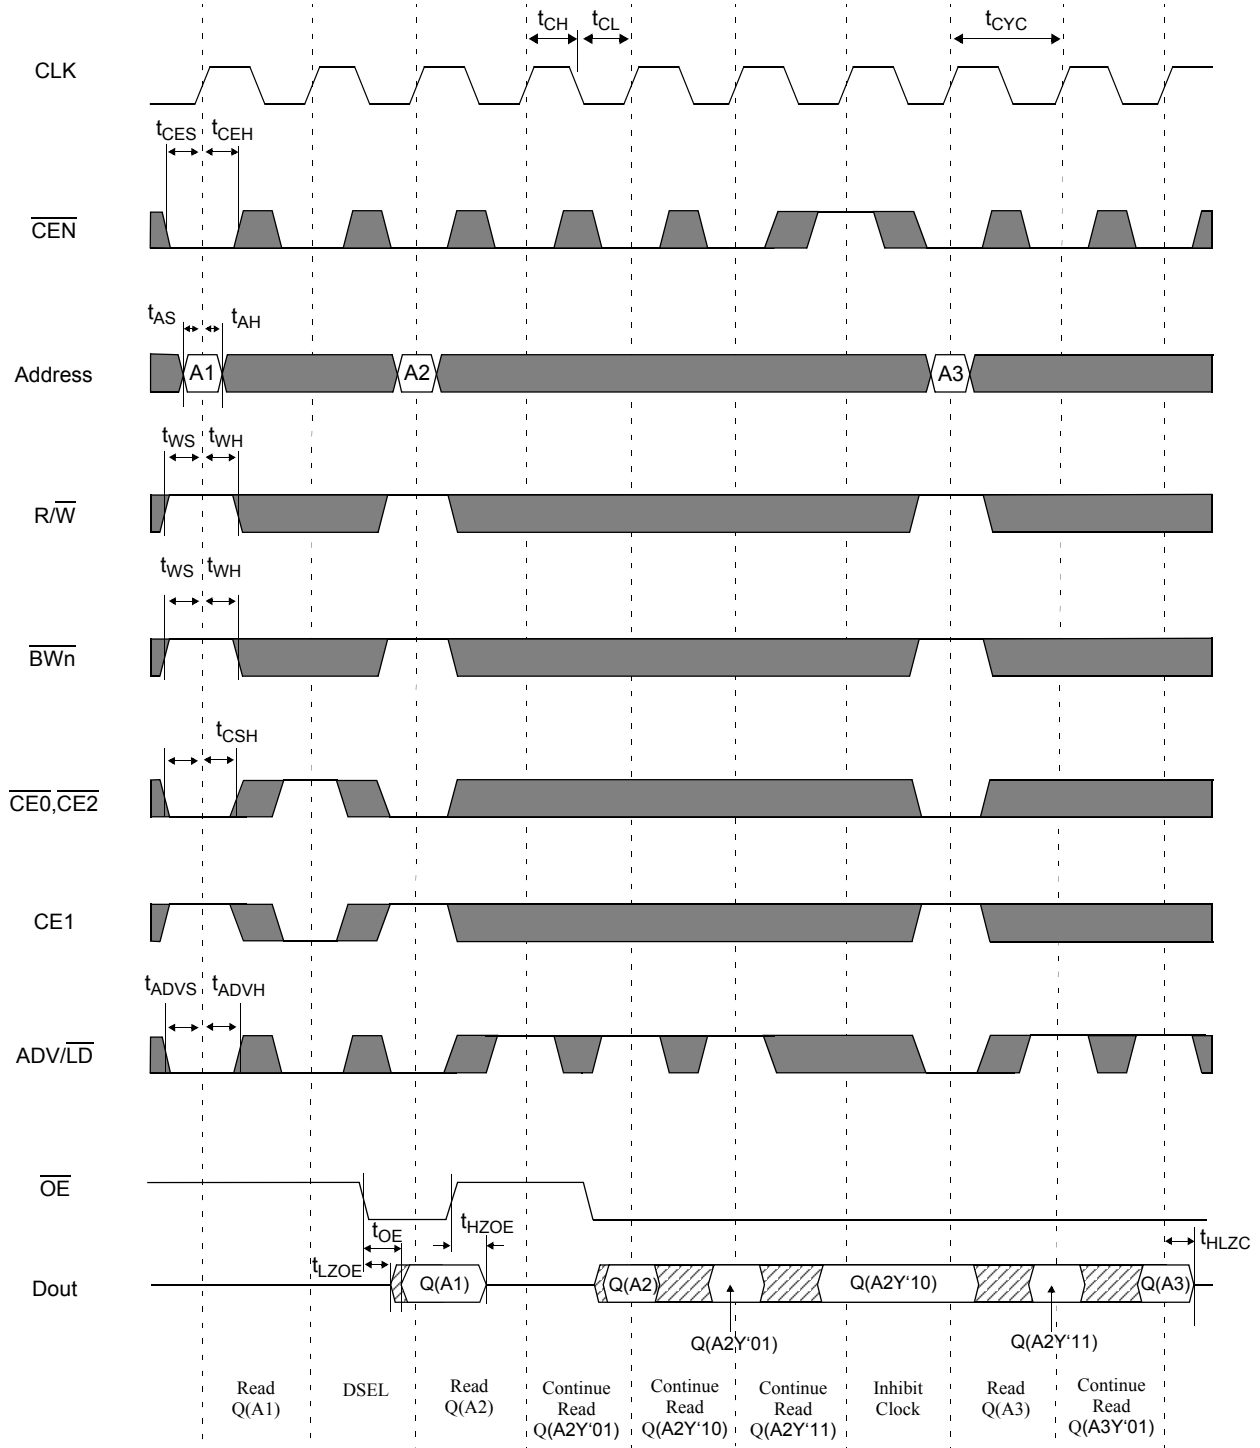 tCH tCL tCYC
CLK
tCES tCEH
CEN
tAS tAH
Address A1 A2 A3
tWS tWH
R/W
tWS tWH
BWn
tCSH
CE0,CE2
CE1
tADVS tADVH
ADV/LD
OE
tOE tHZOE tHLZC
tLZOE
Dout Q(A1) Q(A2) Q(A2Y‘10) Q(A3)
Q(A2Y‘01) Q(A2Y‘11)
Read
Q(A1)
DSEL
Read
Q(A2)
Continue
Read
Q(A2Y‘01)
Continue
Read
Q(A2Y‘10)
Continue
Read
Q(A2Y‘11)
Inhibit
Clock
Read
Q(A3)
Continue
Read
Q(A3Y‘01)